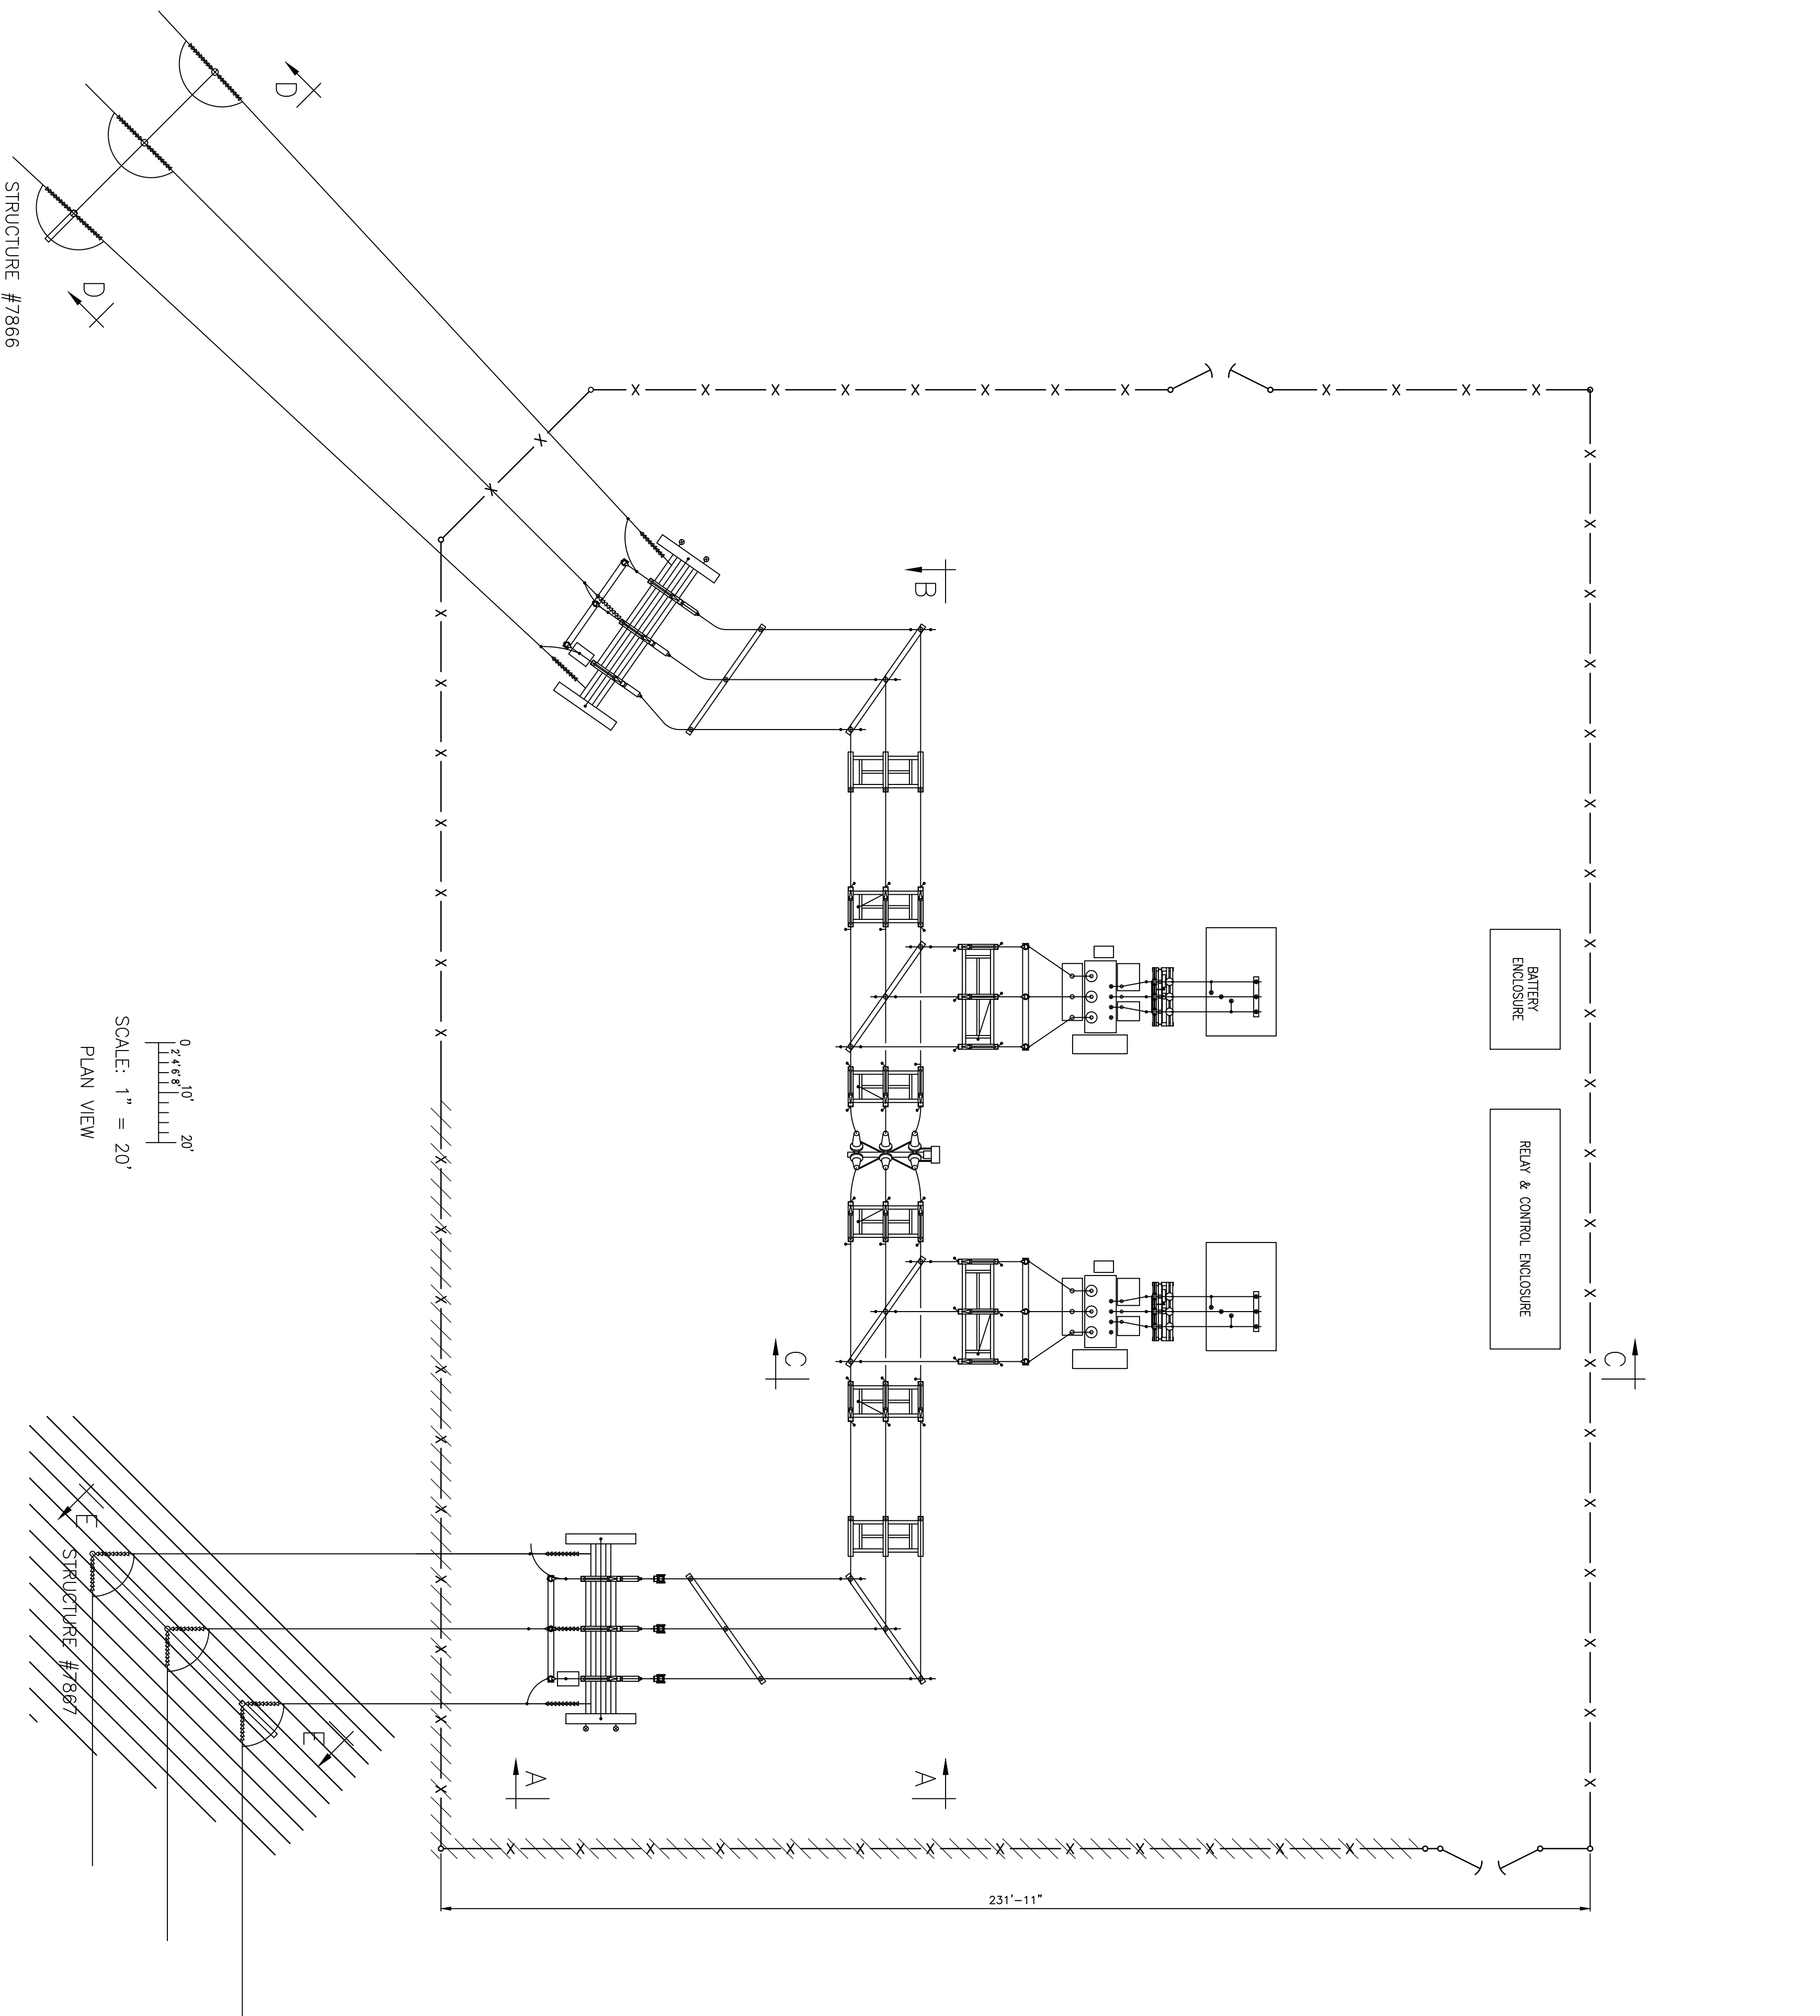 D
D
STRUCTURE #7866
B
BATTERY
ENCLOSURE
RELAY & CONTROL ENCLOSURE
C
C
0
2'
4'
6'
8'
10'
20'
SCALE: 1" = 20'
PLAN VIEW
E
STRUCTURE #7867
E
A
A
231'-11"